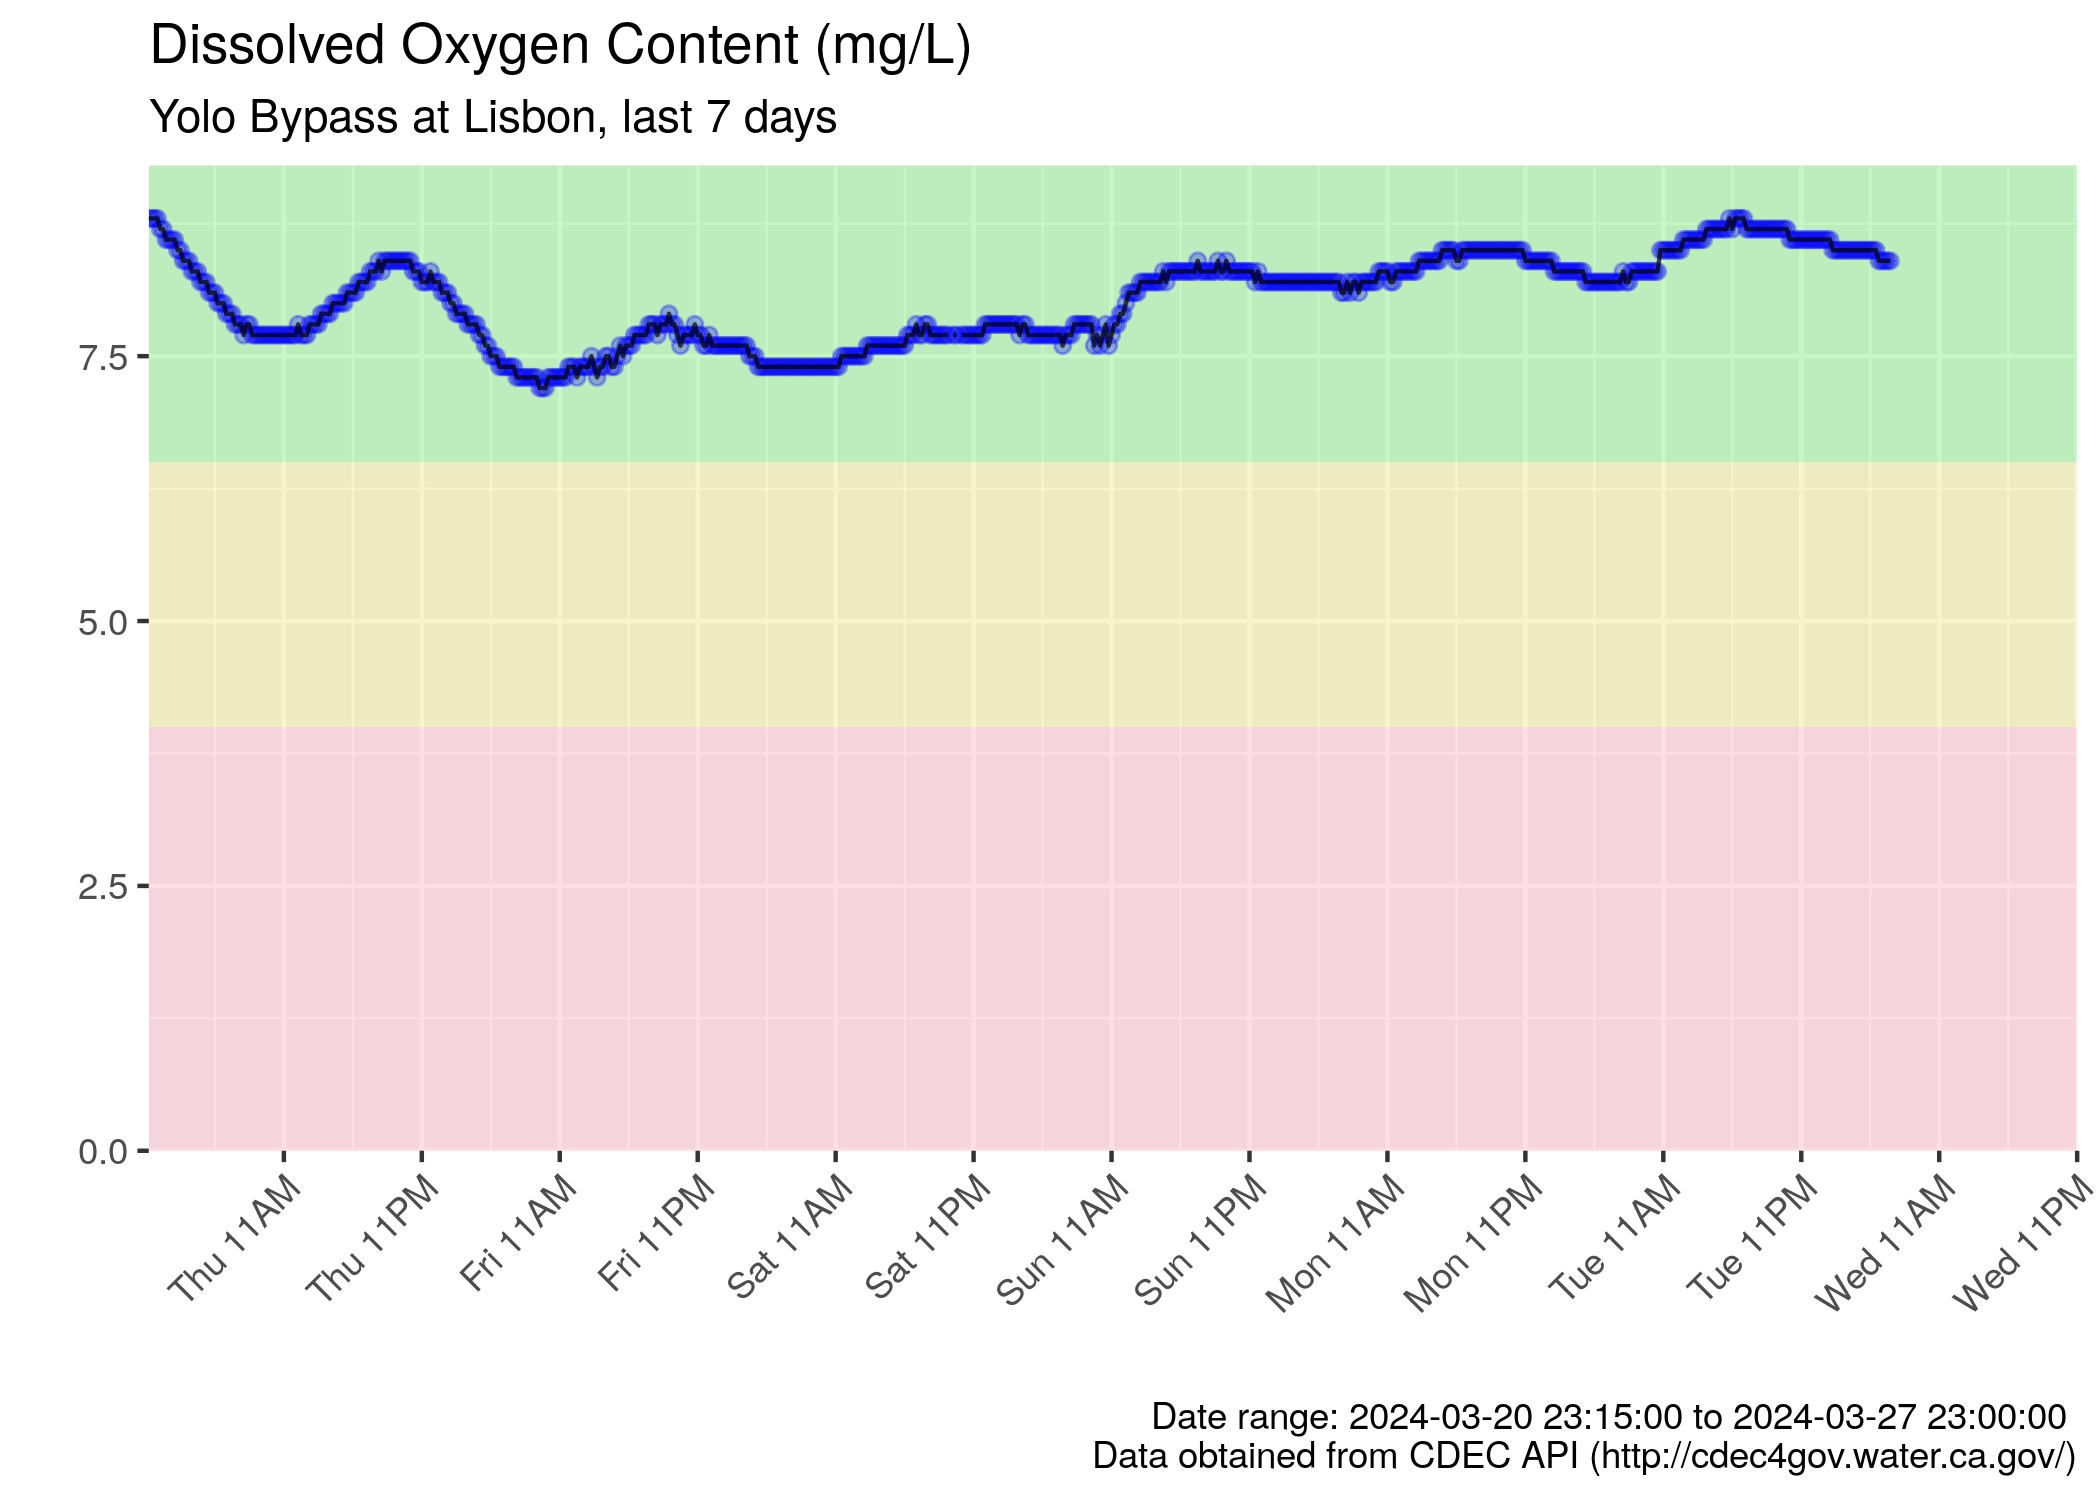 Dissolved Oxygen Content (mg/L)
Yolo Bypass at Lisbon, last 7 days
7.5
5.0
2.5
0.0
Thu 11AM
Thu 11PM
Fri 11AM
Fri 11PM
Sat 11AM
Sat 11PM
Sun 11AM
Sun 11PM
Mon 11AM
Mon 11PM
Tue 11AM
Tue 11PM
Wed 11AM
Wed 11PM
Date range: 2024-03-20 23:15:00 to 2024-03-27 23:00:00
Data obtained from CDEC API (http://cdec4gov.water.ca.gov/)